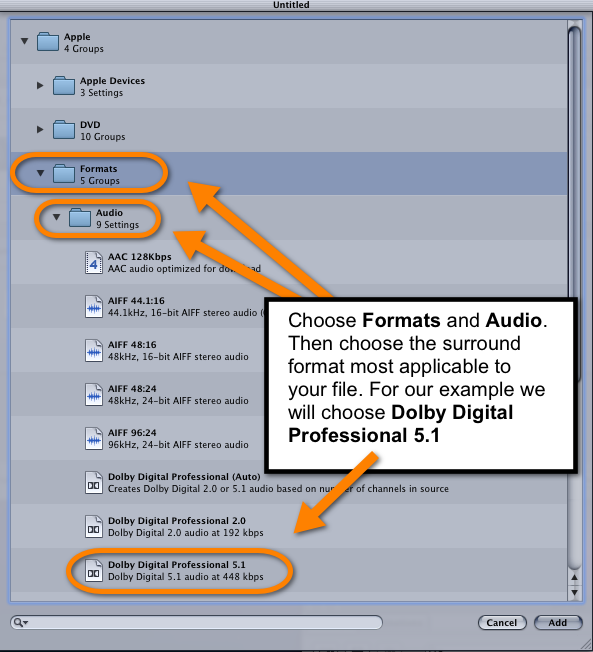 Untitled
Apple
4 Groups
Apple Devices
3 Settings
DVD
10 Groups
Formats
5 Groups
Audio
9 Settings
AAC 128Kbps
AAC audio optimized for download
AIFF 44.1:16
44.1kHz, 16-bit AIFF stereo audio
AIFF 48:16
48kHz, 16-bit AIFF stereo audio
AIFF 48:24
48kHz, 24-bit AIFF stereo audio
AIFF 96:24
96kHz, 24-bit AIFF stereo audio
Choose Formats and Audio.
Then choose the surround
format most applicable to
your file. For our example we
will choose Dolby Digital
Professional 5.1
Dolby Digital Professional (Auto)
Creates Dolby Digital 2.0 or 5.1 audio based on number of channels in source
Dolby Digital Professional 2.0
Dolby Digital 2.0 audio at 192 kbps
Dolby Digital Professional 5.1
Dolby Digital 5.1 audio at 448 kbps
Cancel
Add